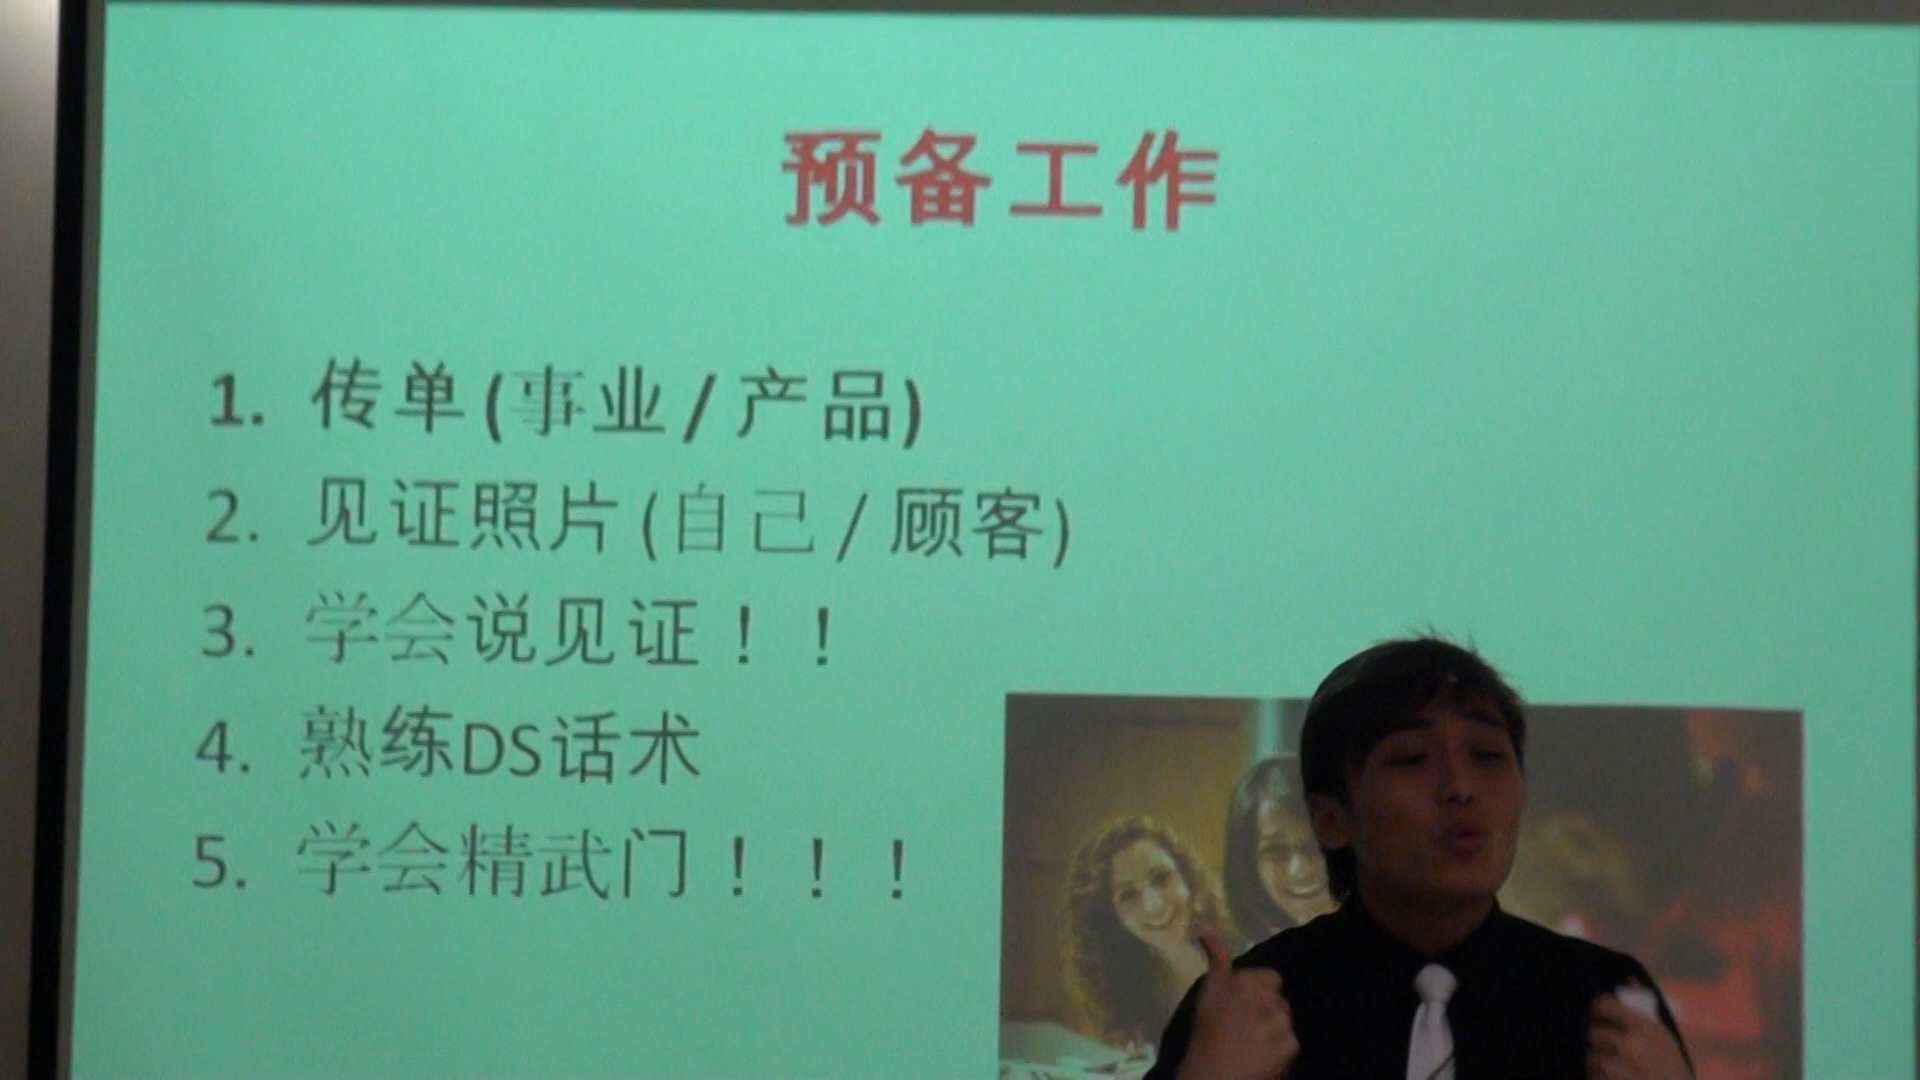 预备工作
1. 传单(事业/产品)
2. 见证照片(自己/顾客)
3. 学会说见证！！
4. 熟练DS话术
5. 学会精武门！！！